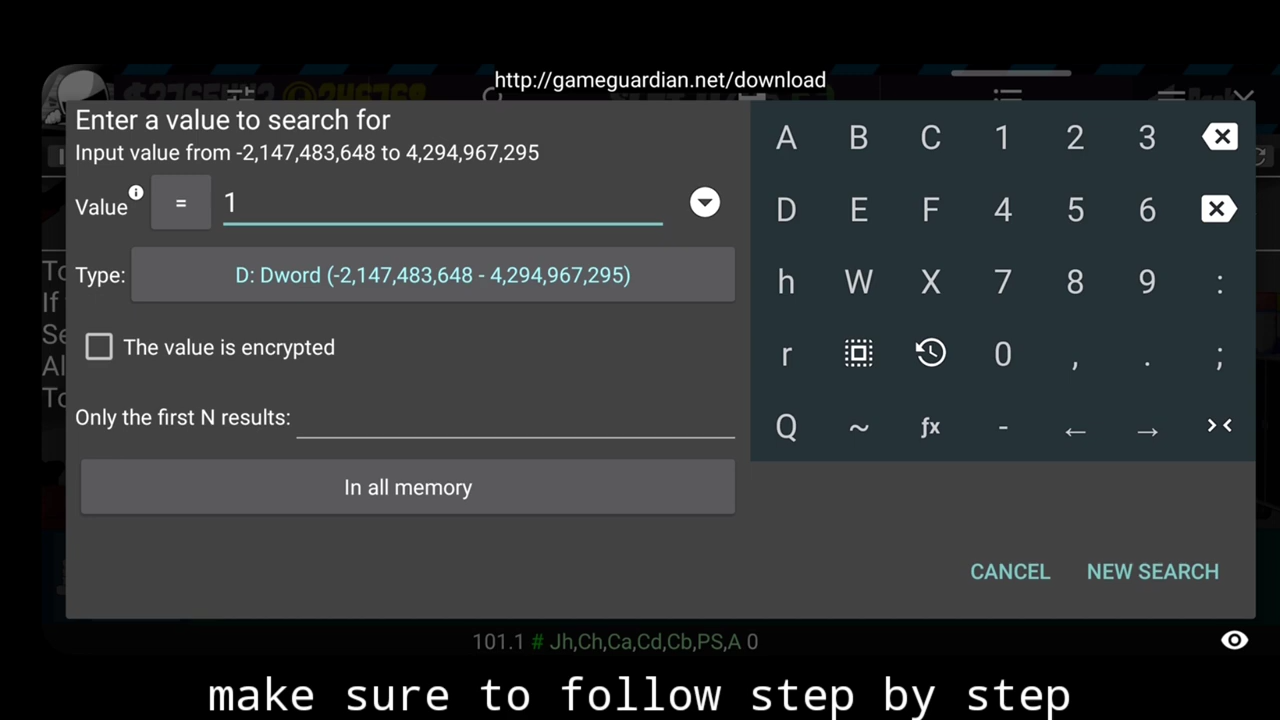 http://gameguardian.net/download
Enter a value to search for
Input value from -2,147,483,648 to 4,294,967,295
Value = 1
Type: D: Dword (-2,147,483,648 - 4,294,967,295)
The value is encrypted
Only the first N results:
In all memory
A B C 1 2 3
D E F 4 5 6
h W X 7 8 9 :
r 0 , . ;
Q ~ ƒx - ← → ><
CANCEL NEW SEARCH
101.1 # Jh,Ch,Ca,Cd,Cb,PS,A 0
make sure to follow step by step